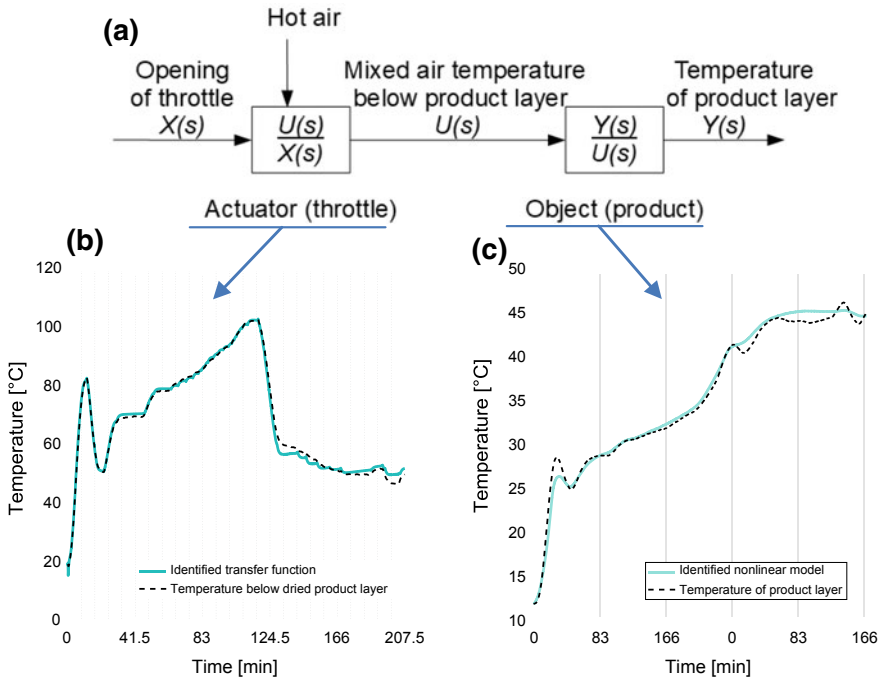 (a)
Hot air
Opening
of throttle
X(s)
U(s)
X(s)
Mixed air temperature
below product layer
U(s)
Y(s)
U(s)
Temperature
of product layer
Y(s)
Actuator (throttle)
Object (product)
(b)
Temperature [°C]
120
100
80
60
40
20
0
Identified transfer function
Temperature below dried product layer
0 41.5 83 124.5 166 207.5
Time [min]
(c)
Temperature [°C]
50
45
40
35
30
25
20
15
10
Identified nonlinear model
Temperature of product layer
0 83 166 0 83 166
Time [min]